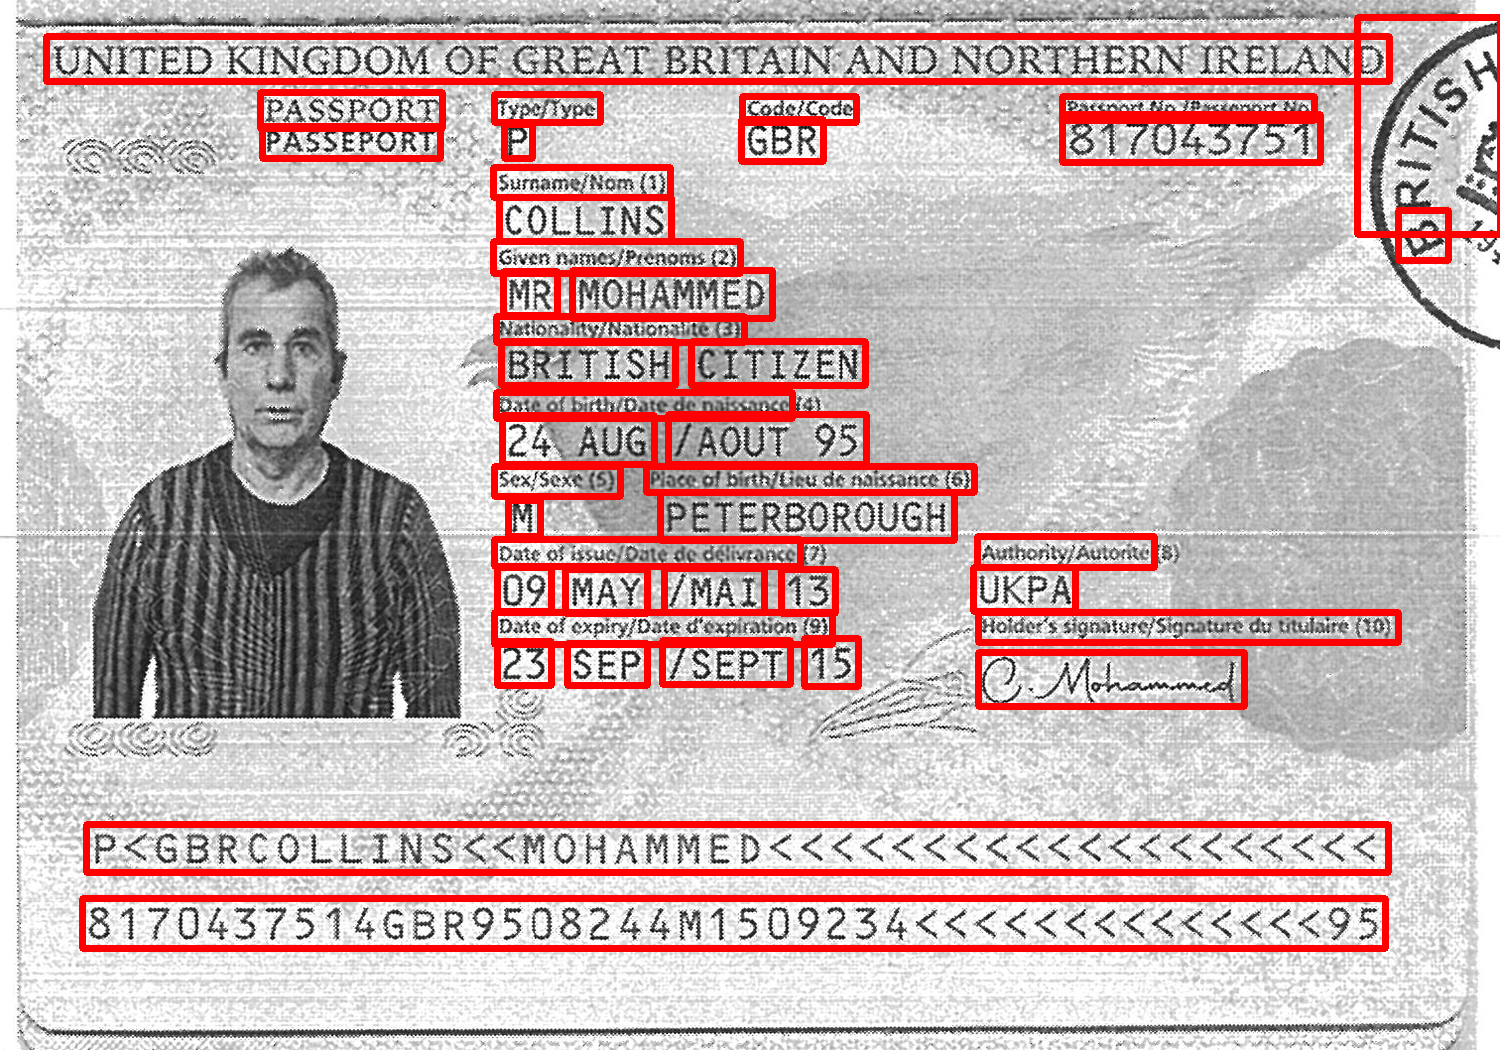 UNITED KINGDOM OF GREAT BRITAIN AND NORTHERN IRELAND
PASSPORT Type/Type Code/Code Passport No./Passeport No.
PASSEPORT P GBR 817043751
BRITISH
Surname/Nom (1)
COLLINS
Given names/Prénoms (2)
MR MOHAMMED
Nationality/Nationalité (3)
BRITISH CITIZEN
Date of birth/Date de naissance (4)
24 AUG /AOUT 95
Sex/Sexe (5) Place of birth/Lieu de naissance (6)
M PETERBOROUGH
Date of issue/Date de délivrance (7) Authority/Autorité (8)
09 MAY /MAI 13 UKPA
Date of expiry/Date d'expiration (9) Holder's signature/Signature du titulaire (10)
23 SEP /SEPT 15 C. Mohammed
P<GBRCOLLINS<<MOHAMMED<<<<<<<<<<<<<<<<<<<<
8170437514GBR9508244M1509234<<<<<<<<<<<<<<95